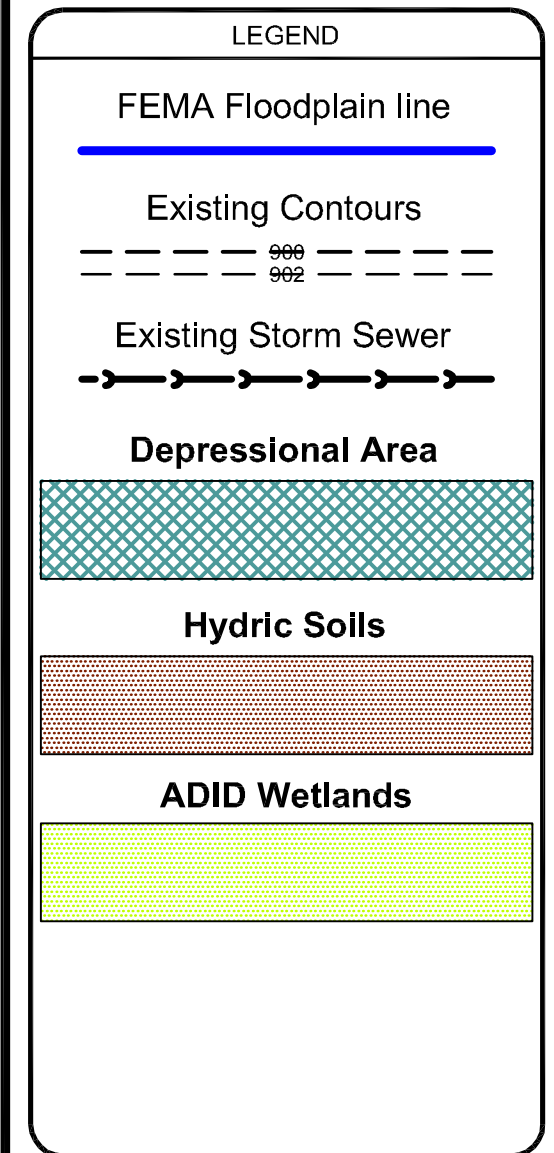 LEGEND
FEMA Floodplain line
Existing Contours
900
902
Existing Storm Sewer
Depressional Area
Hydric Soils
ADID Wetlands